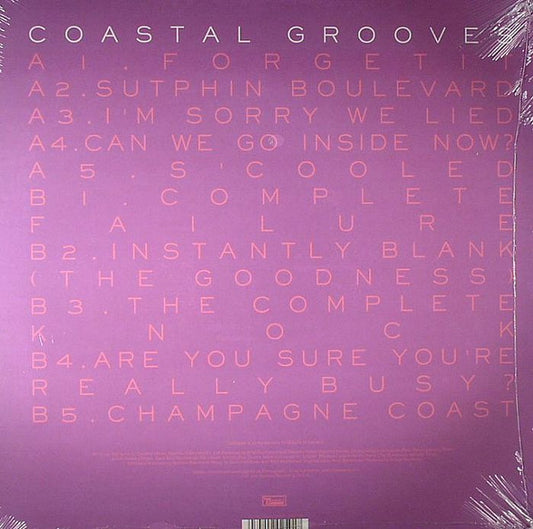 COASTAL GROOVES
A1.FORGET IT
A2.SUTPHIN BOULEVARD
A3.I'M SORRY WE LIED
A4.CAN WE GO INSIDE NOW?
A5.S'COOLED
B1.COMPLETE
FAILURE
B2.INSTANTLY BLANK
(THE GOODNESS)
B3.THE COMPLETE
KNOCK
B4.ARE YOU SURE YOU'RE
REALLY BUSY?
B5.CHAMPAGNE COAST
Domino